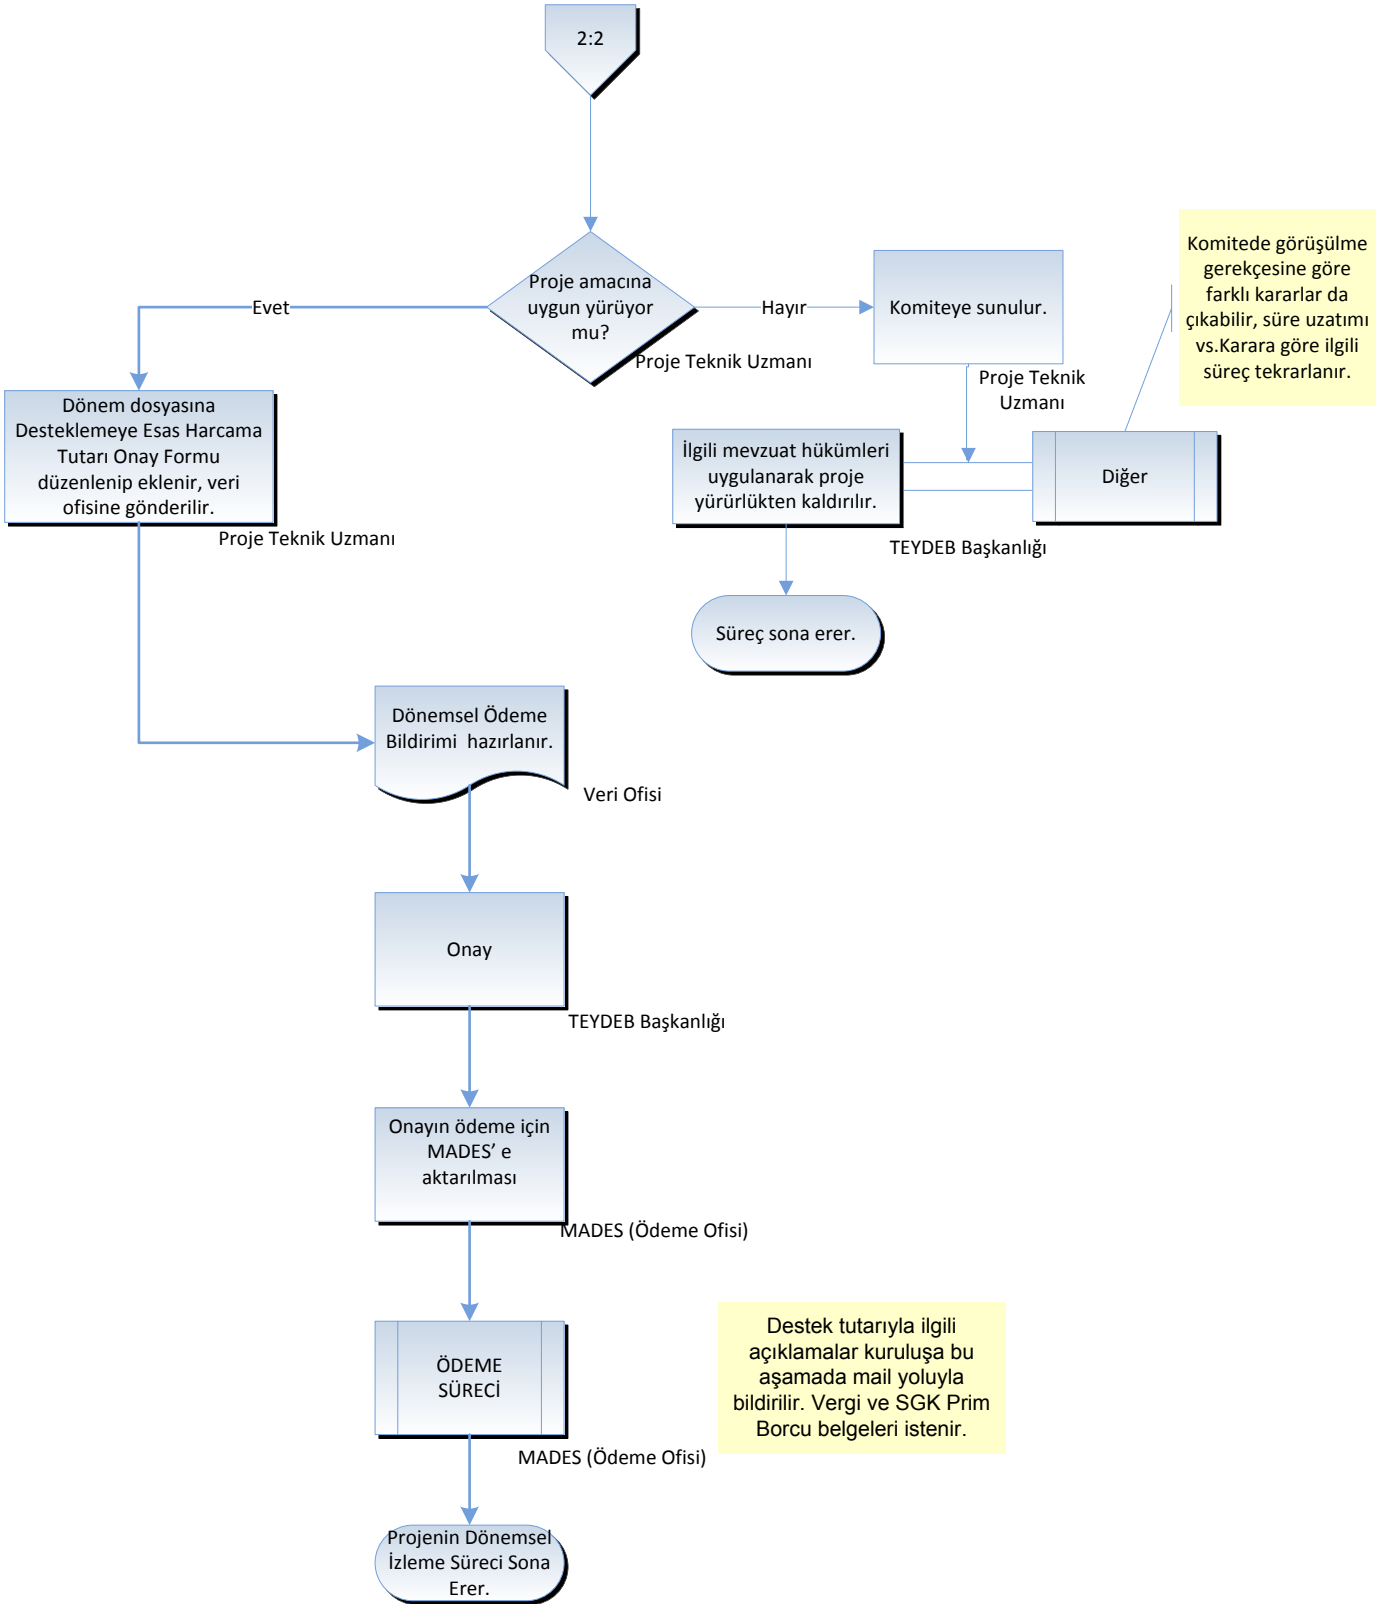 2:2
Proje amacına
uygun yürüyor
mu?
Evet
Hayır
Proje Teknik Uzmanı
Komiteye sunulur.
Proje Teknik
Uzmanı
Komitede görüşülme
gerekçesine göre
farklı kararlar da
çıkabilir, süre uzatımı
vs.Karara göre ilgili
süreç tekrarlanır.
Dönem dosyasına
Desteklemeye Esas Harcama
Tutarı Onay Formu
düzenlenip eklenir, veri
ofisine gönderilir.
Proje Teknik Uzmanı
İlgili mevzuat hükümleri
uygulanarak proje
yürürlükten kaldırılır.
TEYDEB Başkanlığı
Diğer
Süreç sona erer.
Dönemsel Ödeme
Bildirimi  hazırlanır.
Veri Ofisi
Onay
TEYDEB Başkanlığı
Onayın ödeme için
MADES’ e
aktarılması
MADES (Ödeme Ofisi)
ÖDEME
SÜRECİ
MADES (Ödeme Ofisi)
Destek tutarıyla ilgili
açıklamalar kuruluşa bu
aşamada mail yoluyla
bildirilir. Vergi ve SGK Prim
Borcu belgeleri istenir.
Projenin Dönemsel
İzleme Süreci Sona
Erer.